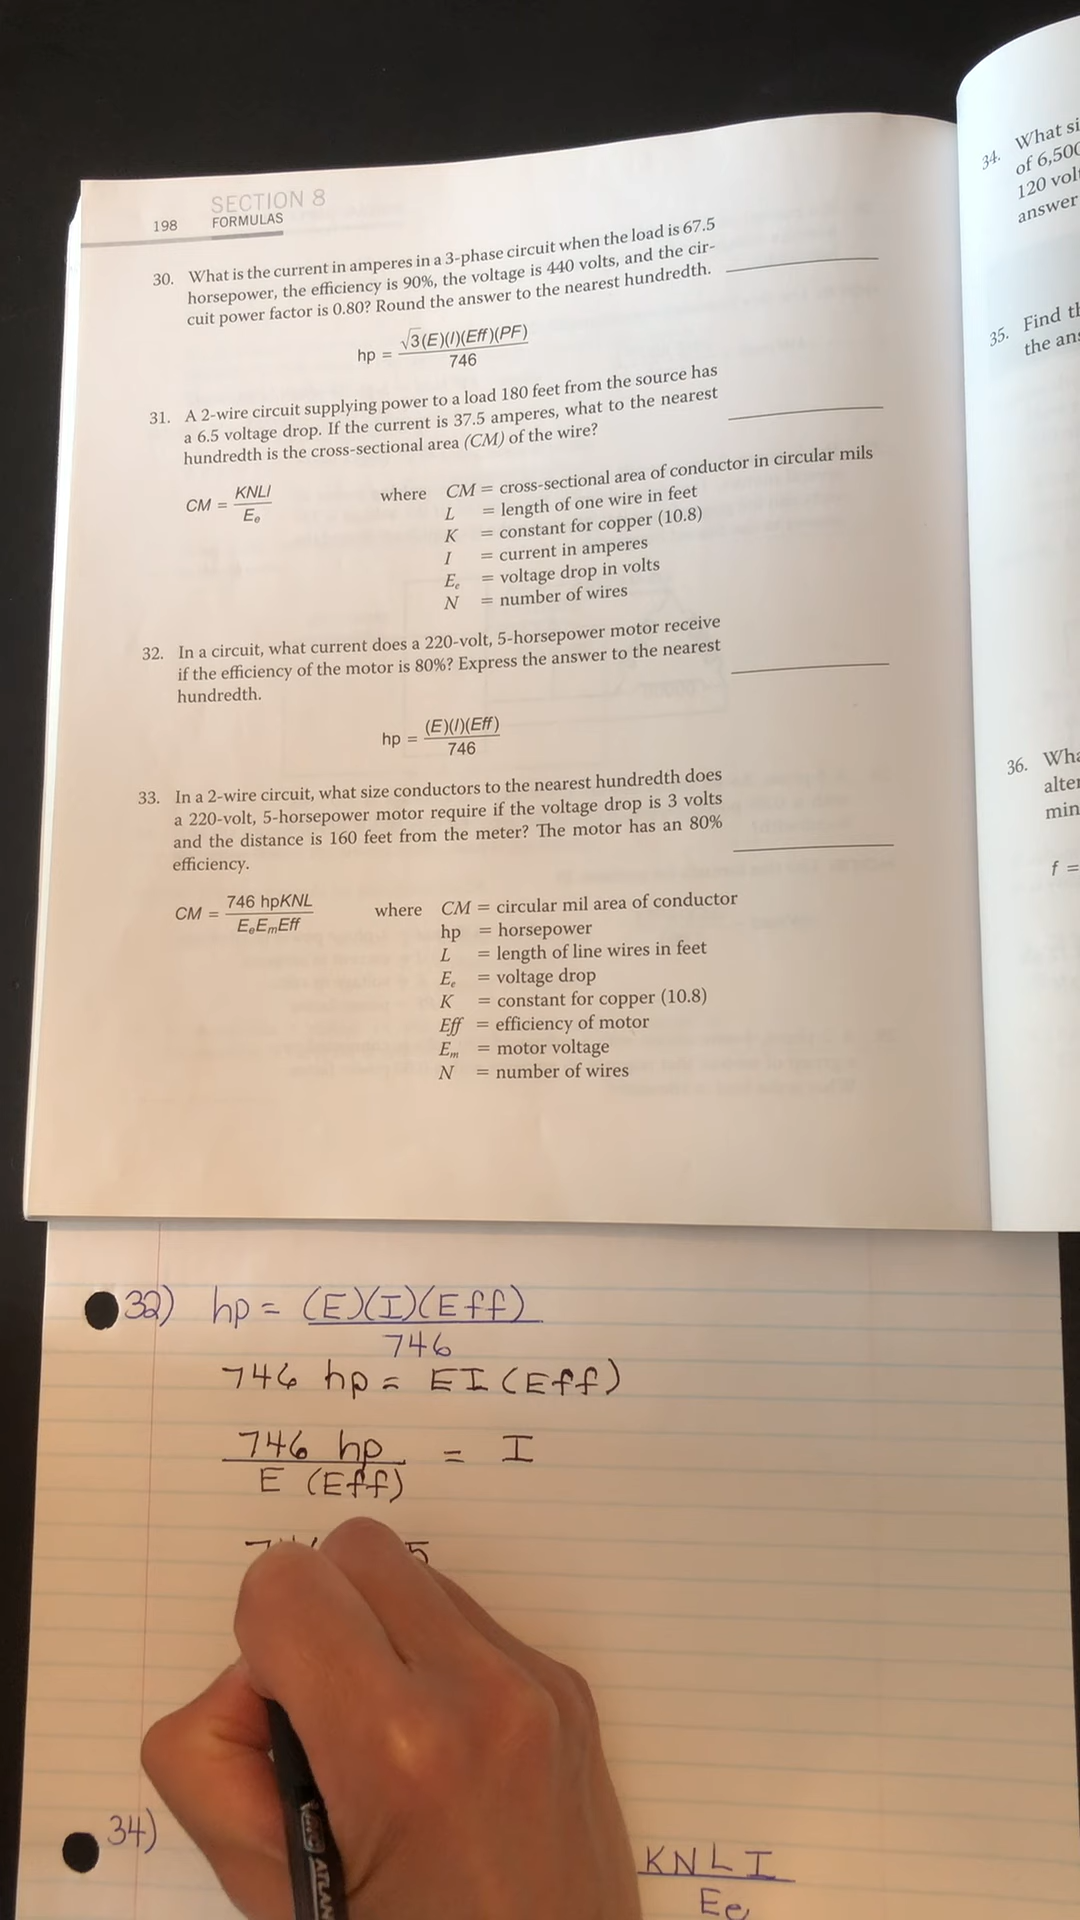 SECTION 8
198 FORMULAS
30. What is the current in amperes in a 3-phase circuit when the load is 67.5
horsepower, the efficiency is 90%, the voltage is 440 volts, and the cir-
cuit power factor is 0.80? Round the answer to the nearest hundredth.
hp = √3(E)(I)(Eff)(PF)
746
31. A 2-wire circuit supplying power to a load 180 feet from the source has
a 6.5 voltage drop. If the current is 37.5 amperes, what to the nearest
hundredth is the cross-sectional area (CM) of the wire?
CM = KNLI
Ee
where CM = cross-sectional area of conductor in circular mils
L = length of one wire in feet
K = constant for copper (10.8)
I = current in amperes
Ee = voltage drop in volts
N = number of wires
32. In a circuit, what current does a 220-volt, 5-horsepower motor receive
if the efficiency of the motor is 80%? Express the answer to the nearest
hundredth.
hp = (E)(I)(Eff)
746
33. In a 2-wire circuit, what size conductors to the nearest hundredth does
a 220-volt, 5-horsepower motor require if the voltage drop is 3 volts
and the distance is 160 feet from the meter? The motor has an 80%
efficiency.
CM = 746 hpKNL
EeEmEff
where CM = circular mil area of conductor
hp = horsepower
L = length of line wires in feet
Ee = voltage drop
K = constant for copper (10.8)
Eff = efficiency of motor
Em = motor voltage
N = number of wires
34. What
of
120
answer
35. Find
the
36.
f =
32) hp = (E)(I)(Eff)
746
746 hp = EI(Eff)
746 hp = I
E (Eff)
5
34)
KNLI
Ee